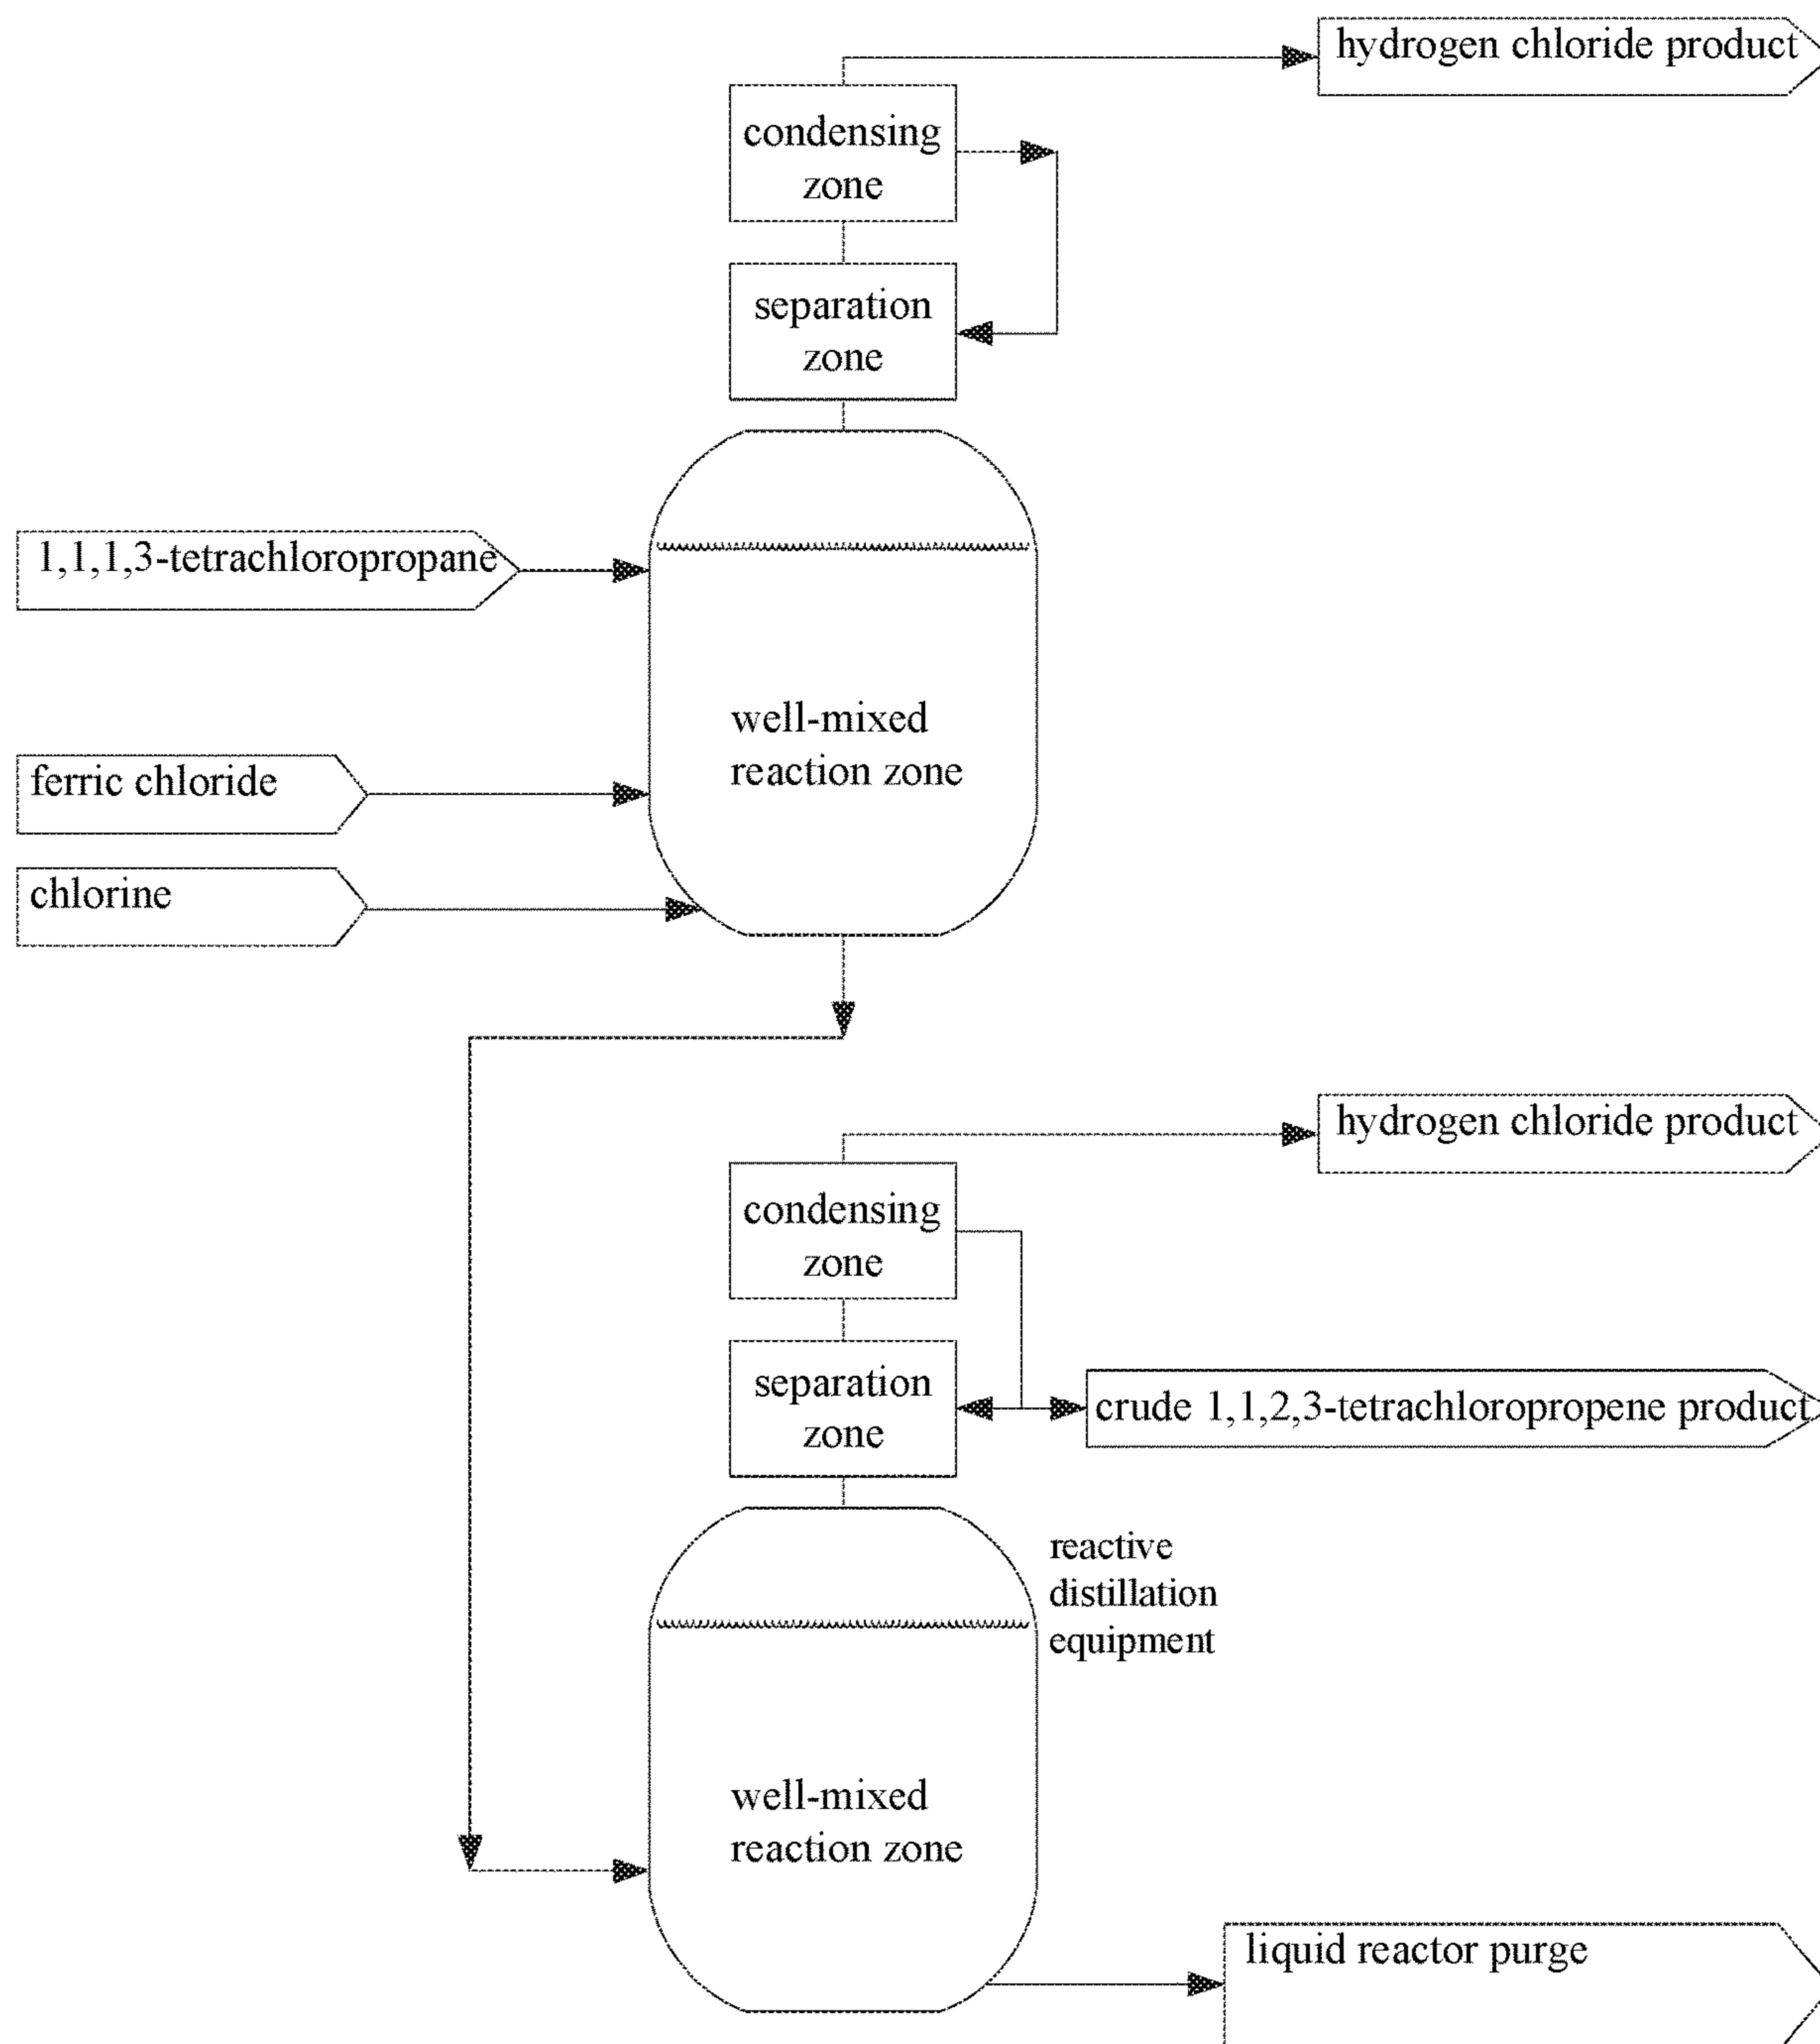 hydrogen chloride product
condensing
zone
separation
zone
1,1,1,3-tetrachloropropane
well-mixed
reaction zone
ferric chloride
chlorine
hydrogen chloride product
condensing
zone
separation
zone
crude 1,1,2,3-tetrachloropropene product
reactive
distillation
equipment
well-mixed
reaction zone
liquid reactor purge